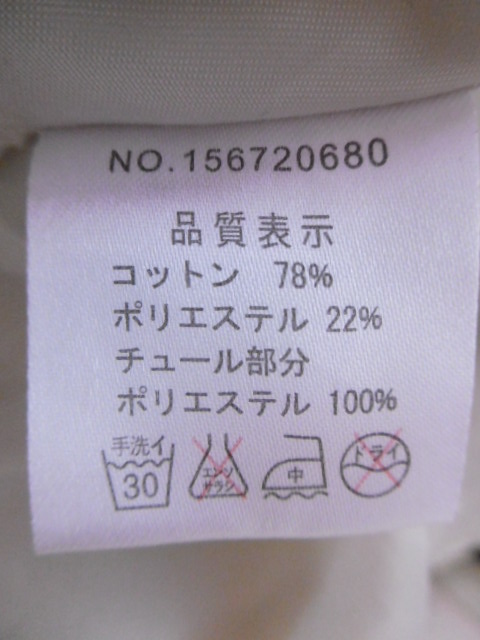 NO.156720680
品質表示
コットン 78%
ポリエステル 22%
チュール部分
ポリエステル 100%
手洗イ
30
エンソ
サラシ
中
ドライ